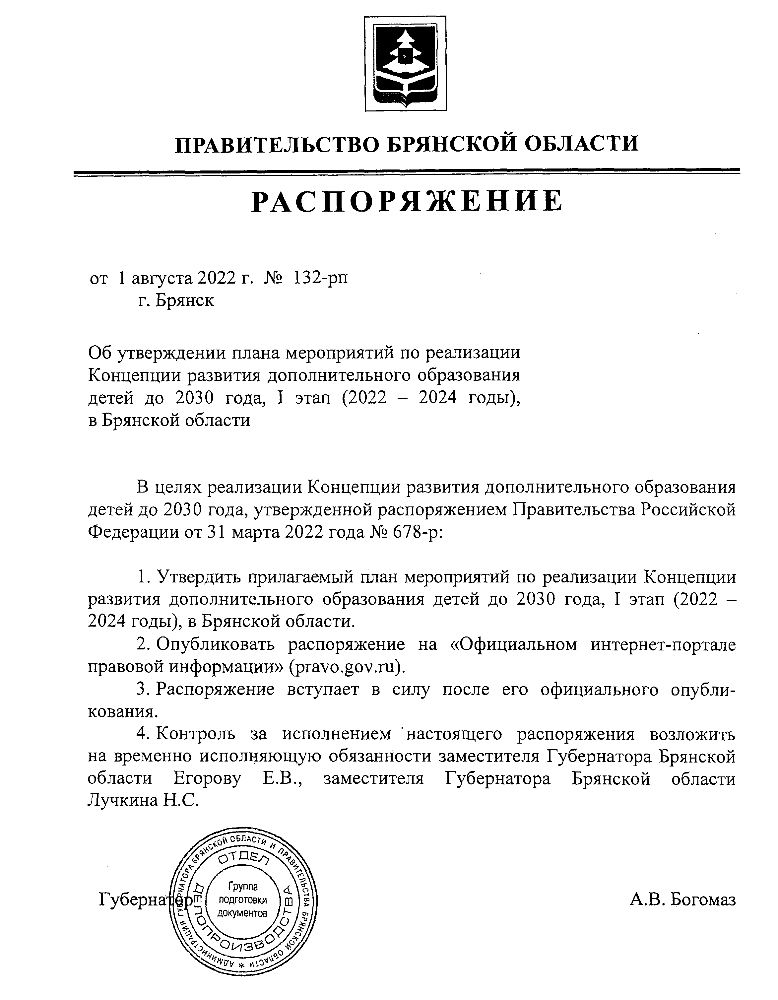 ПРАВИТЕЛЬСТВО БРЯНСКОЙ ОБЛАСТИ
РАСПОРЯЖЕНИЕ
от 1 августа 2022 г. № 132-рп
г. Брянск
Об утверждении плана мероприятий по реализации
Концепции развития дополнительного образования
детей до 2030 года, I этап (2022 – 2024 годы),
в Брянской области
В целях реализации Концепции развития дополнительного образования
детей до 2030 года, утвержденной распоряжением Правительства Российской
Федерации от 31 марта 2022 года № 678-р:
1. Утвердить прилагаемый план мероприятий по реализации Концепции
развития дополнительного образования детей до 2030 года, I этап (2022 –
2024 годы), в Брянской области.
2. Опубликовать распоряжение на «Официальном интернет-портале
правовой информации» (pravo.gov.ru).
3. Распоряжение вступает в силу после его официального опубли-
кования.
4. Контроль за исполнением настоящего распоряжения возложить
на временно исполняющую обязанности заместителя Губернатора Брянской
области Егорову Е.В., заместителя Губернатора Брянской области
Лучкина Н.С.
Губернатор
А.В. Богомаз
АДМИНИСТРАЦИЯ ГУБЕРНАТОРА БРЯНСКОЙ ОБЛАСТИ И ПРАВИТЕЛЬСТВА БРЯНСКОЙ ОБЛАСТИ *
ОТДЕЛ
ДЕЛОПРОИЗВОДСТВА
Группа
подготовки
документов